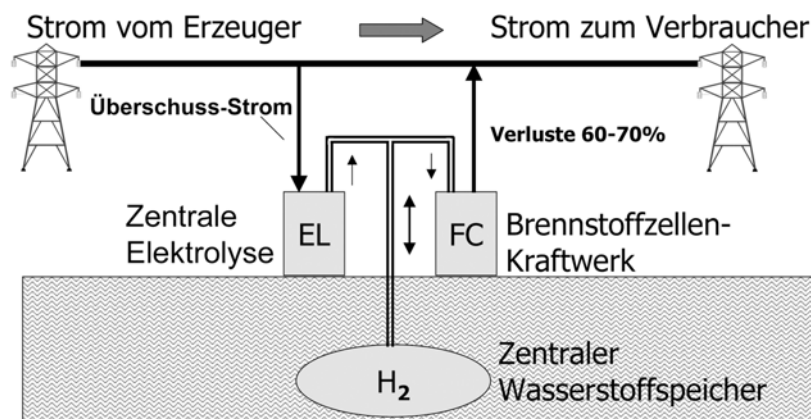 Strom vom Erzeuger
Strom zum Verbraucher
Überschuss-Strom
Verluste 60-70%
Zentrale
Elektrolyse
EL
FC
Brennstoffzellen-
Kraftwerk
H₂
Zentraler
Wasserstoffspeicher